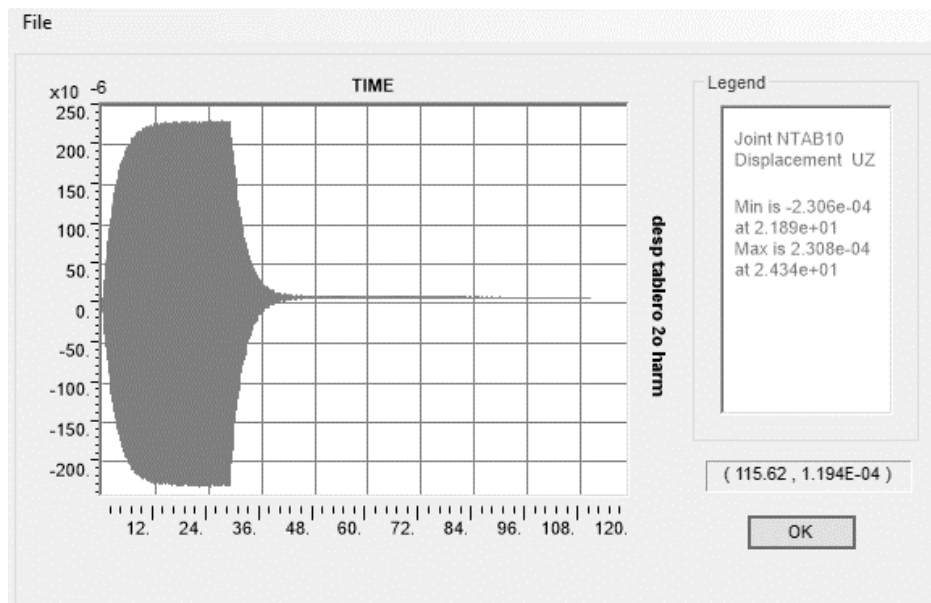 File
TIME
x10 -6
250.
200.
150.
100.
50.
0.
-50.
-100.
-150.
-200.
12. 24. 36. 48. 60. 72. 84. 96. 108. 120.
desp tablero 2o harm
Legend
Joint NTAB10
Displacement UZ
Min is -2.306e-04
at 2.189e+01
Max is 2.308e-04
at 2.434e+01
( 115.62 , 1.194E-04 )
OK